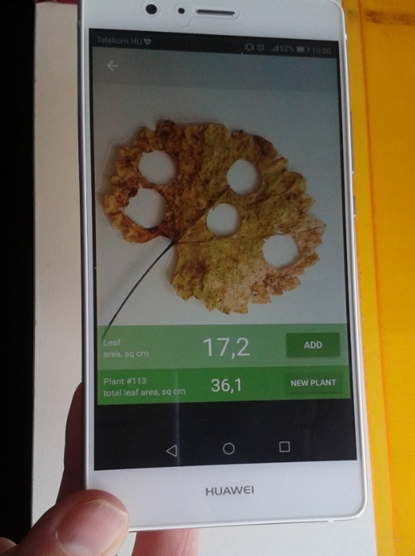 Telekom HU
52% 10:00
Leaf
area, sq cm
17,2
ADD
Plant #113
total leaf area, sq cm
36,1
NEW PLANT
HUAWEI